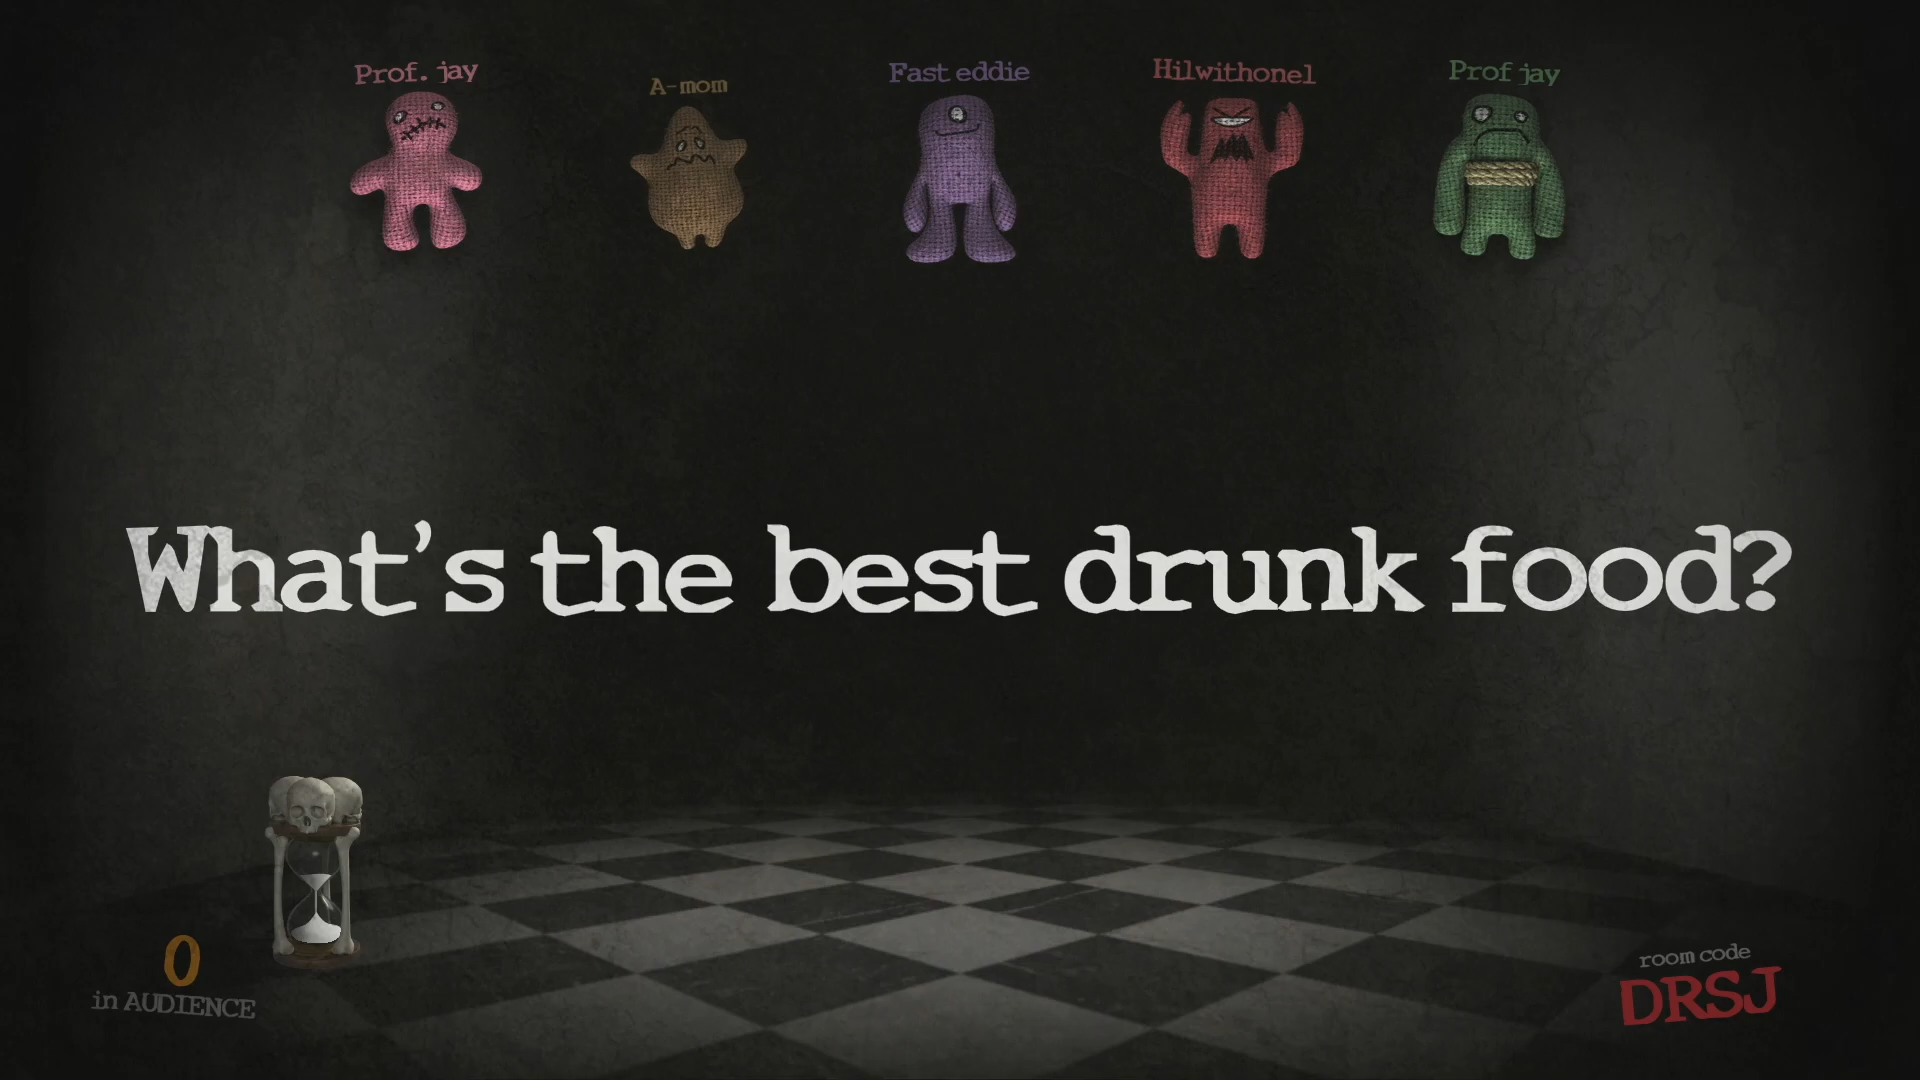 Prof. jay
A-mom
Fast eddie
Hilwithonel
Prof jay
What's the best drunk food?
0
in AUDIENCE
room code
DRSJ